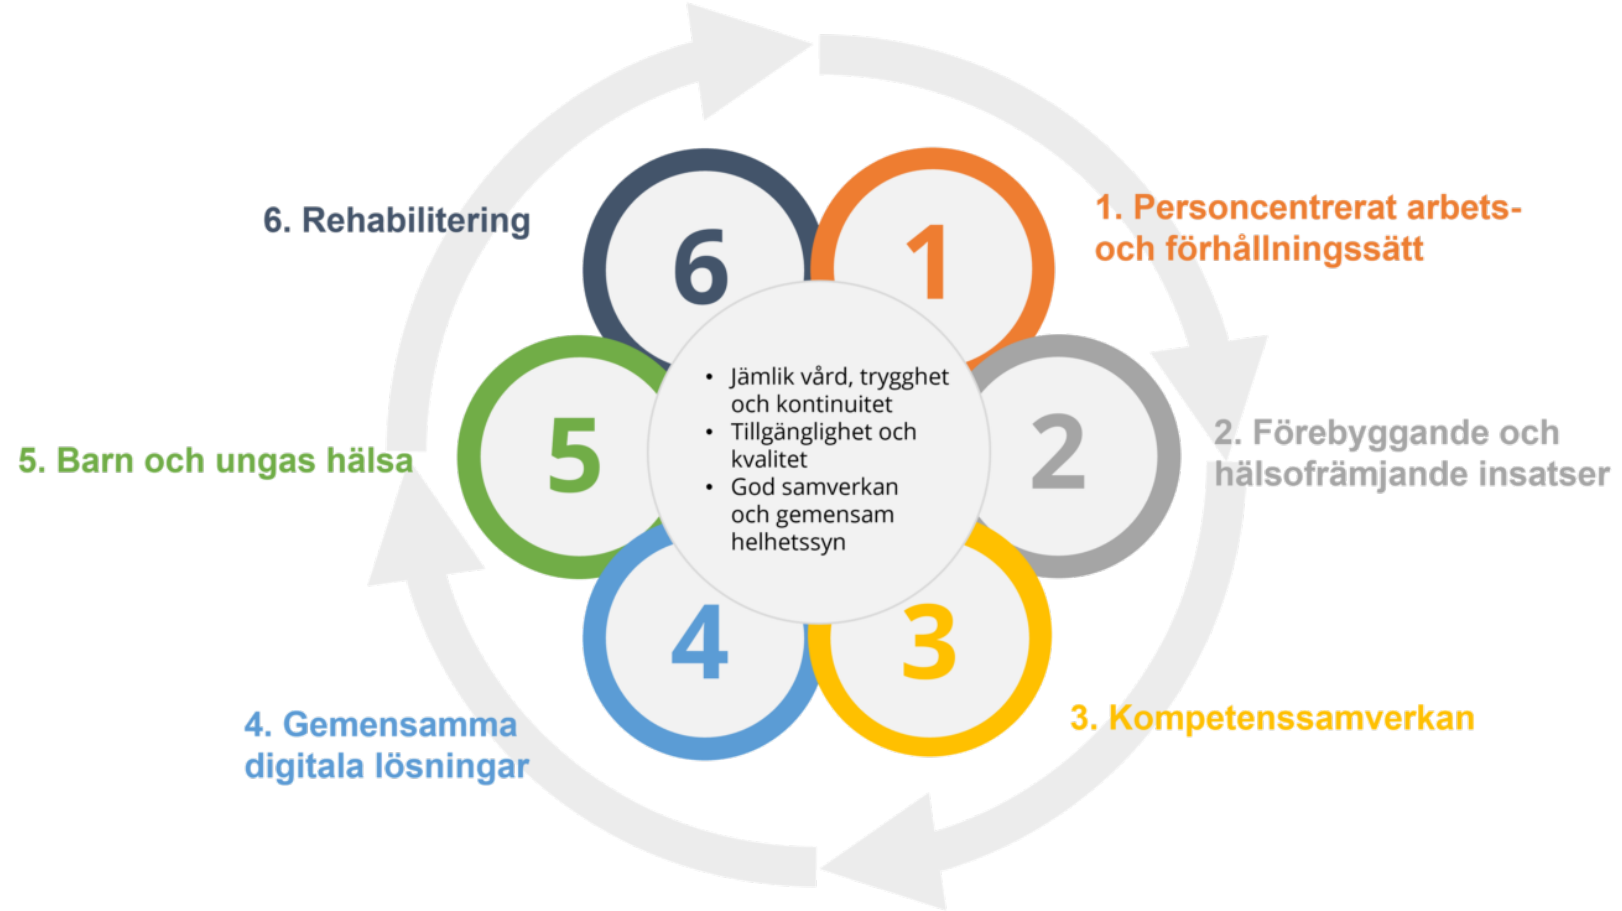 1. Personcentrerat arbets-
och förhållningssätt
2. Förebyggande och
hälsofrämjande insatser
3. Kompetenssamverkan
4. Gemensamma
digitala lösningar
5. Barn och ungas hälsa
6. Rehabilitering
6
1
5
2
4
3
• Jämlik vård, trygghet
och kontinuitet
• Tillgänglighet och
kvalitet
• God samverkan
och gemensam
helhetssyn